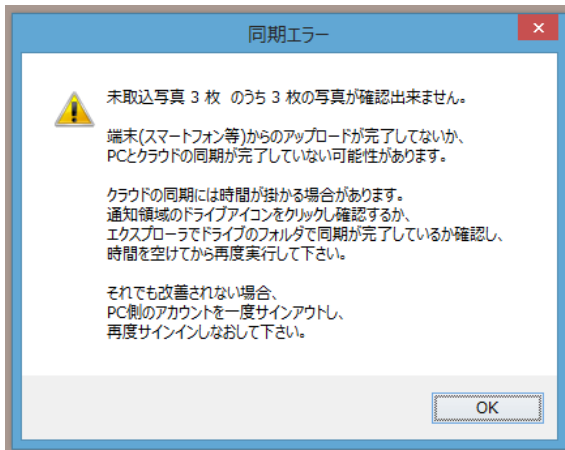 同期エラー
未取込写真 3 枚 のうち 3 枚の写真が確認出来ません。
端末(スマートフォン等)からのアップロードが完了してないか、
PCとクラウドの同期が完了していない可能性があります。
クラウドの同期には時間が掛かる場合があります。
通知領域のドライブアイコンをクリックし確認するか、
エクスプローラでドライブのフォルダで同期が完了しているか確認し、
時間を空けてから再度実行して下さい。
それでも改善されない場合、
PC側のアカウントを一度サインアウトし、
再度サインインしなおして下さい。
OK